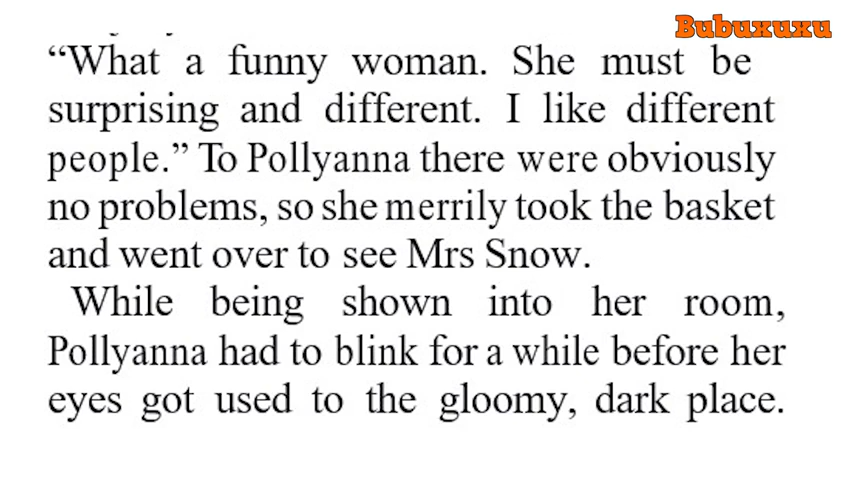 Bubuxuxu
“What a funny woman. She must be
surprising and different. I like different
people.” To Pollyanna there were obviously
no problems, so she merrily took the basket
and went over to see Mrs Snow.
While being shown into her room,
Pollyanna had to blink for a while before her
eyes got used to the gloomy, dark place.